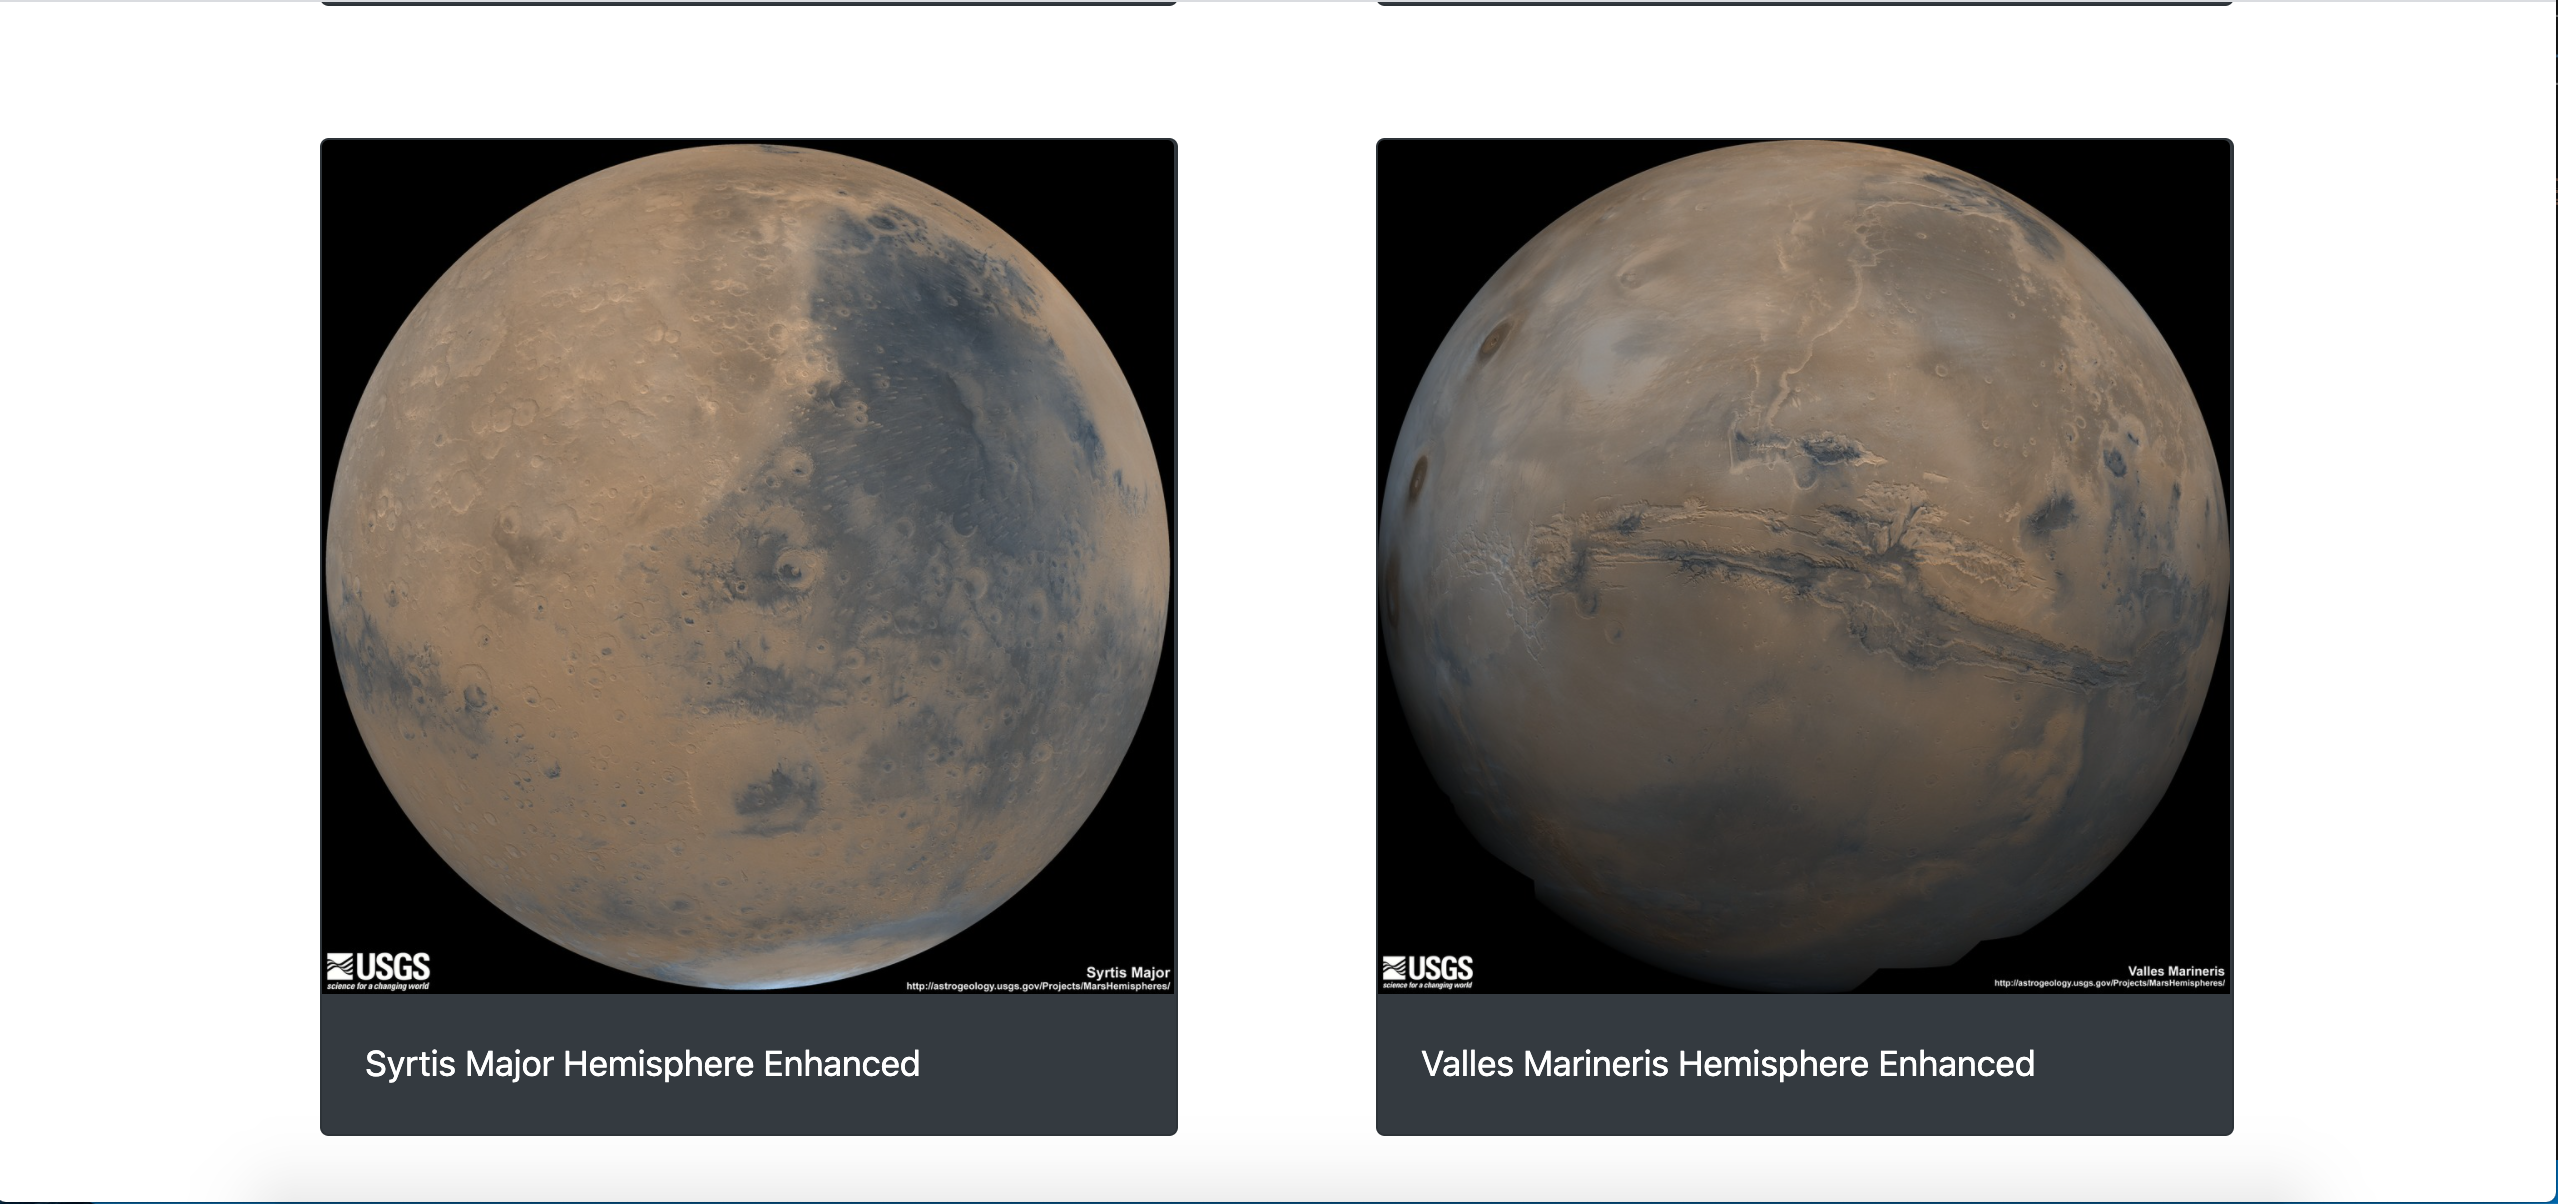 USGS
science for a changing world
Syrtis Major
http://astrogeology.usgs.gov/Projects/MarsHemispheres/
Syrtis Major Hemisphere Enhanced
USGS
science for a changing world
Valles Marineris
http://astrogeology.usgs.gov/Projects/MarsHemispheres/
Valles Marineris Hemisphere Enhanced